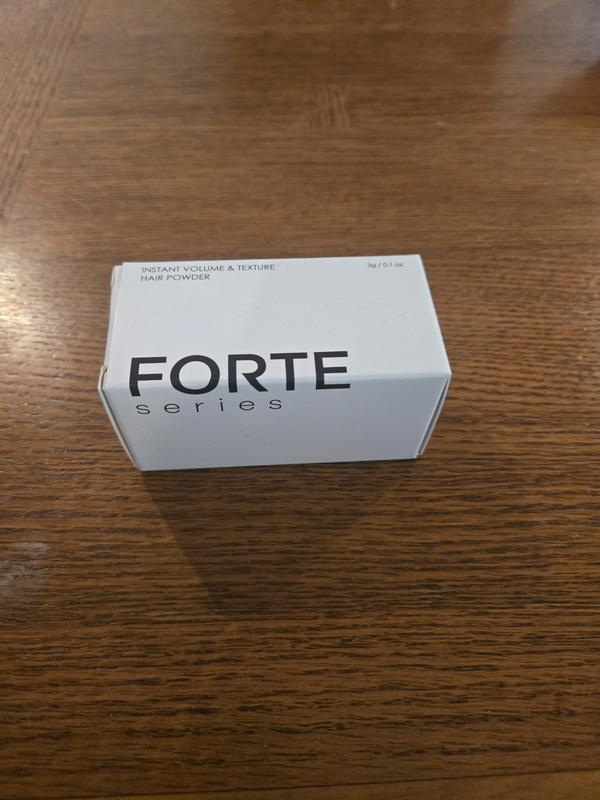 INSTANT VOLUME & TEXTURE
HAIR POWDER
3g / 0.1 oz
FORTE
series